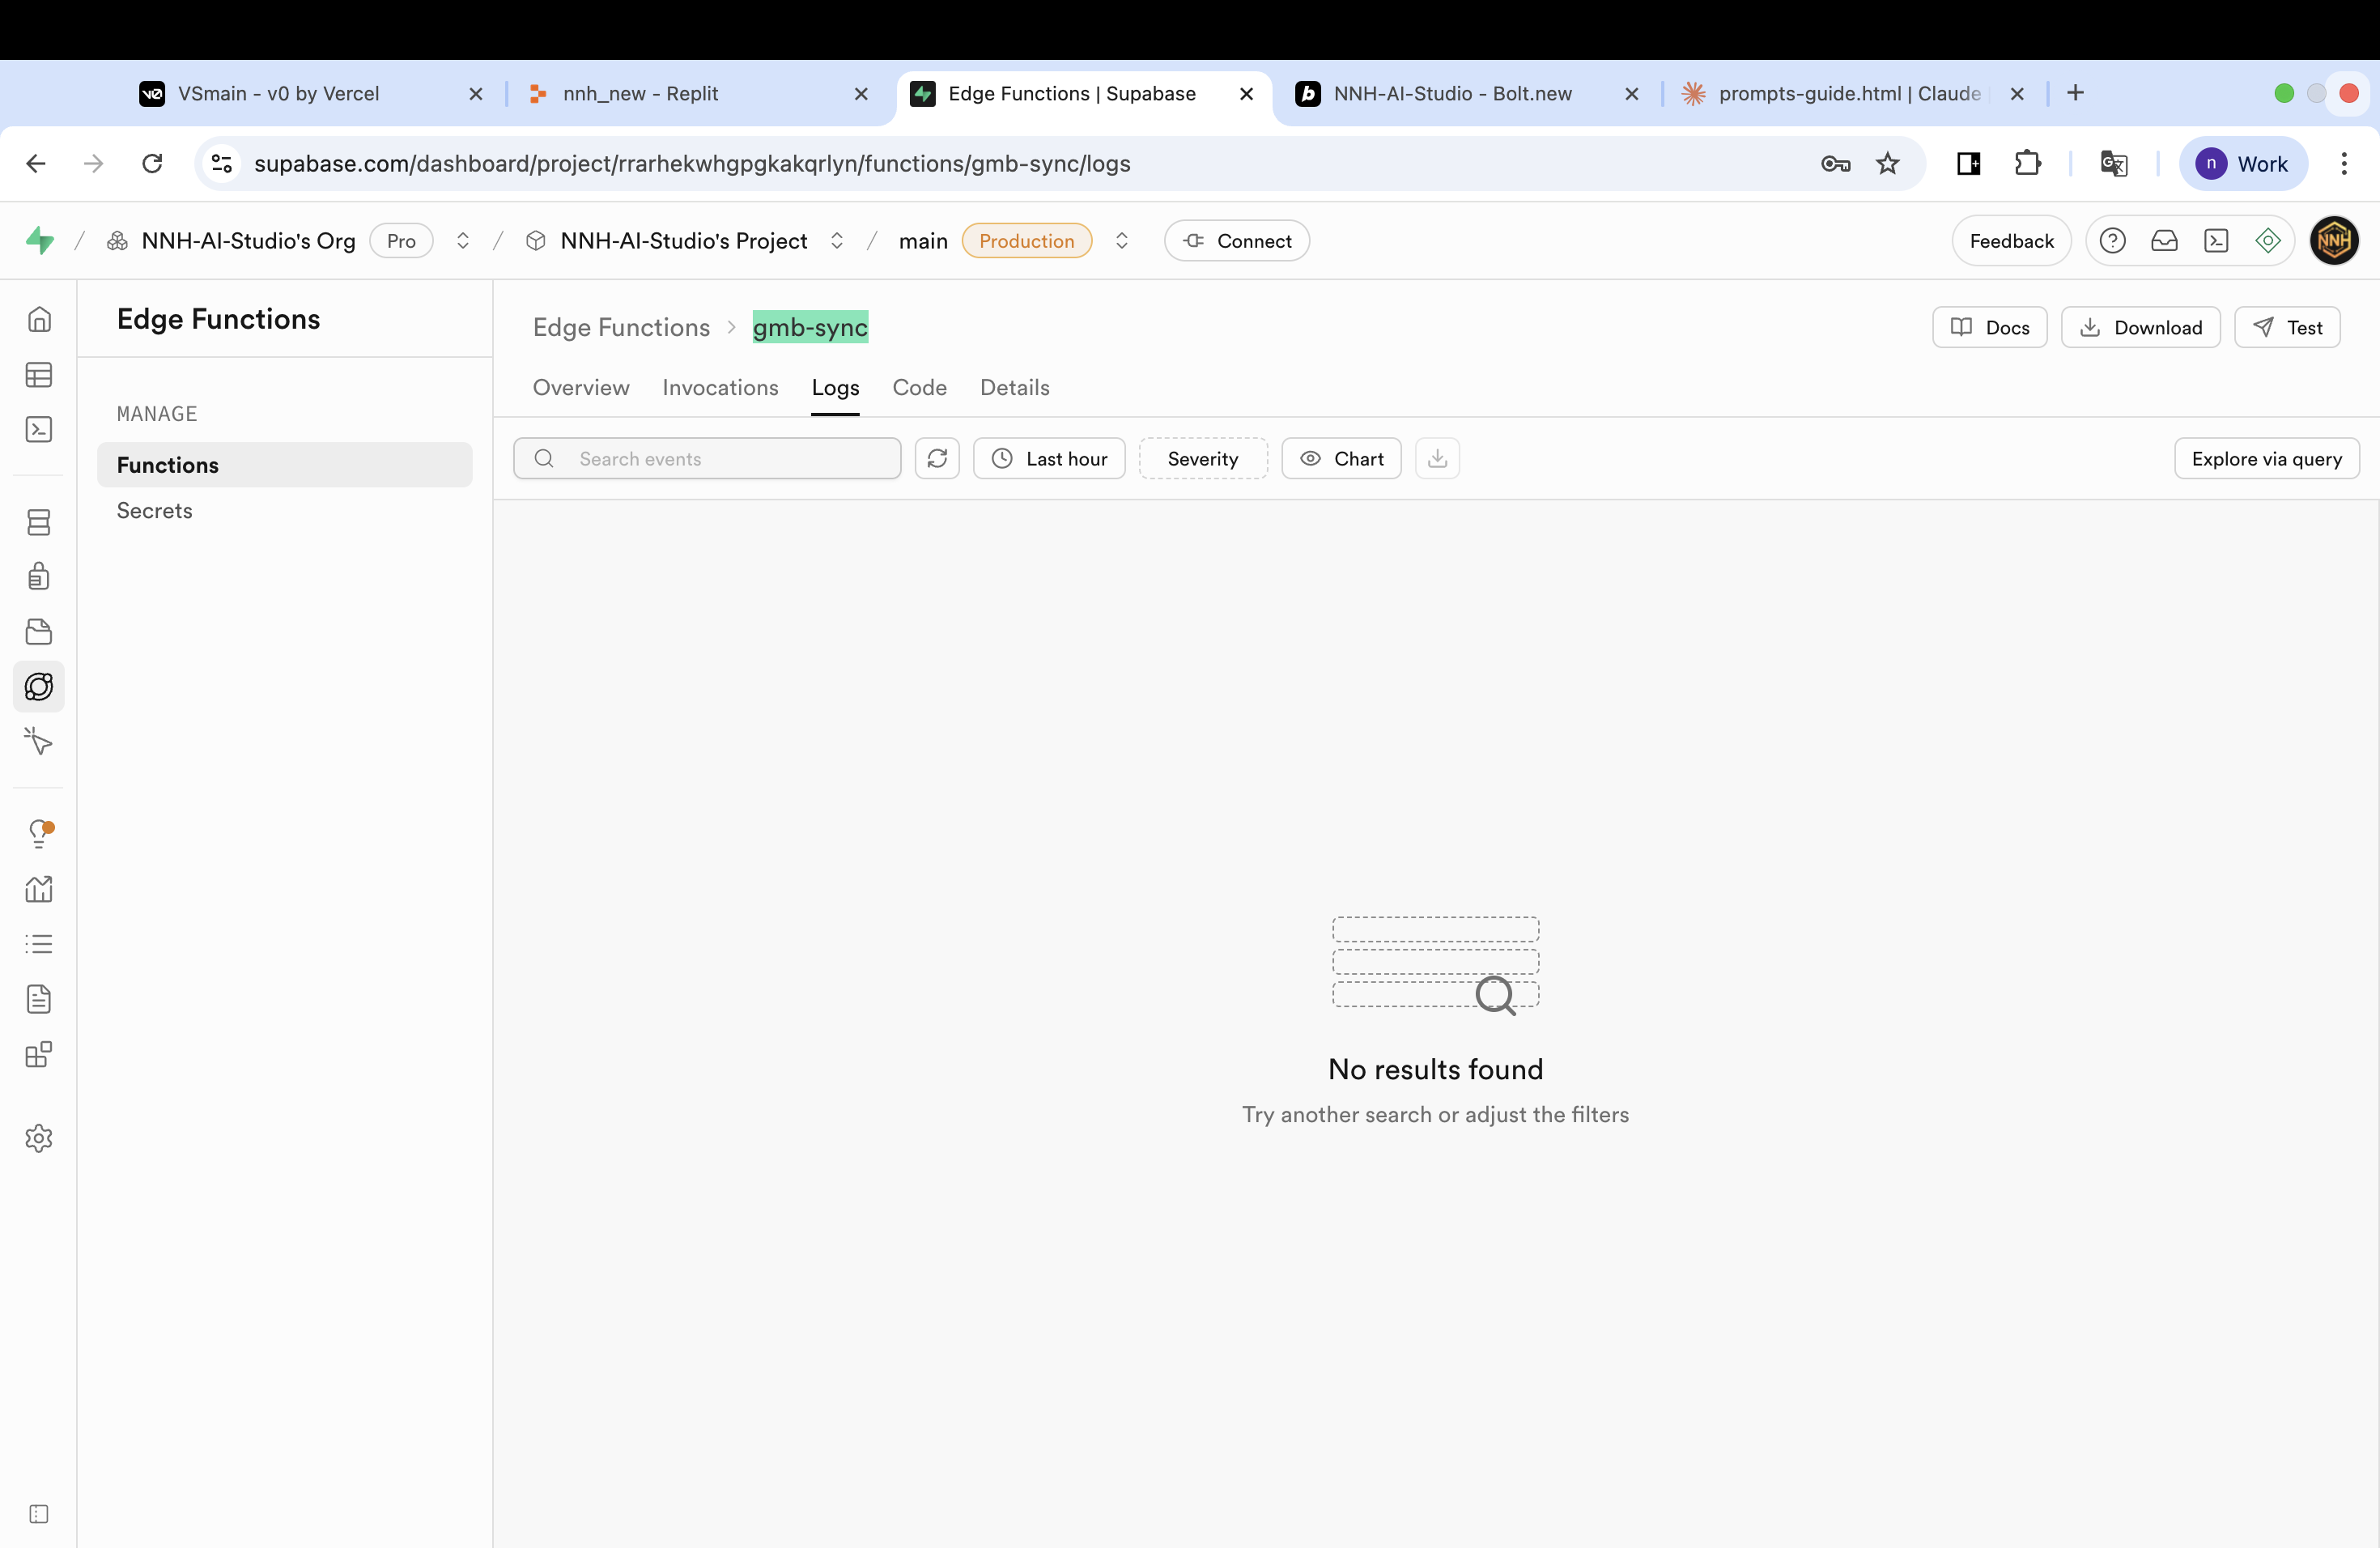 VSmain - v0 by Vercel
nnh_new - Replit
Edge Functions | Supabase
NNH-AI-Studio - Bolt.new
prompts-guide.html | Claude
supabase.com/dashboard/project/rrarhekwhgpgkakqrlyn/functions/gmb-sync/logs
n Work
/ NNH-AI-Studio's Org Pro / NNH-AI-Studio's Project / main Production Connect
Feedback
NNH
Edge Functions
MANAGE
Functions
Secrets
Edge Functions > gmb-sync
Docs Download Test
Overview Invocations Logs Code Details
Search events Last hour Severity Chart Explore via query
No results found
Try another search or adjust the filters